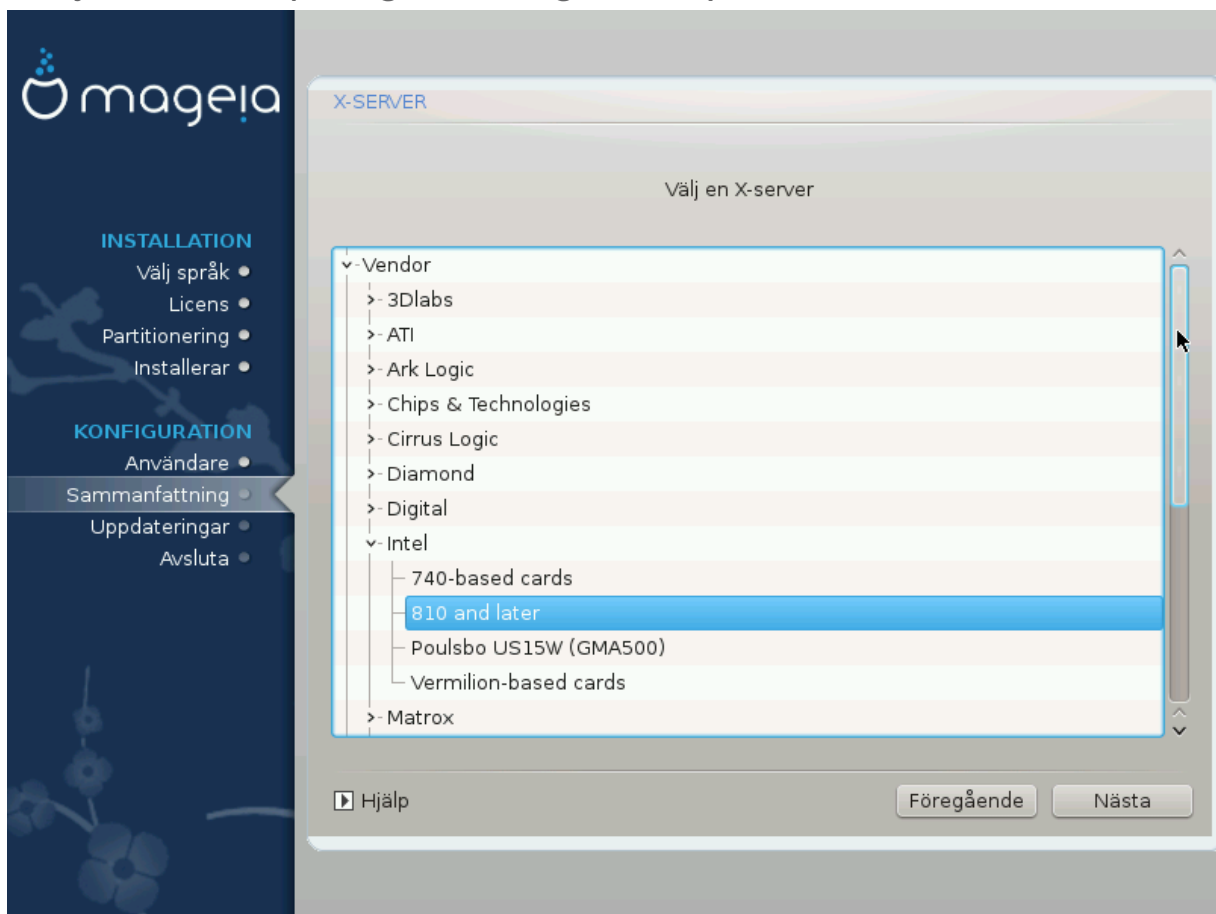 mageia
INSTALLATION
Välj språk
Licens
Partitionering
Installerar
KONFIGURATION
Användare
Sammanfattning
Uppdateringar
Avsluta
X-SERVER
Välj en X-server
Vendor
3Dlabs
ATI
Ark Logic
Chips & Technologies
Cirrus Logic
Diamond
Digital
Intel
740-based cards
810 and later
Poulsbo US15W (GMA500)
Vermilion-based cards
Matrox
Hjälp
Föregående
Nästa